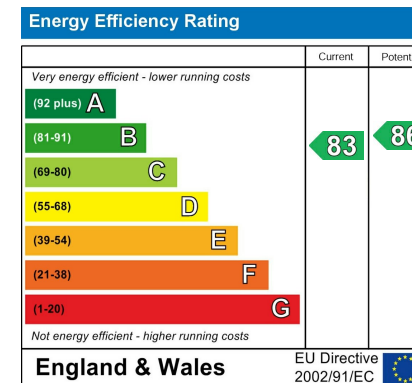 Energy Efficiency Rating
Current
Very energy efficient - lower running costs
(92 plus) A
(81-91) B
(69-80) C
(55-68) D
(39-54) E
(21-38) F
(1-20) G
83
Not energy efficient - higher running costs
England & Wales
EU Directive
2002/91/EC